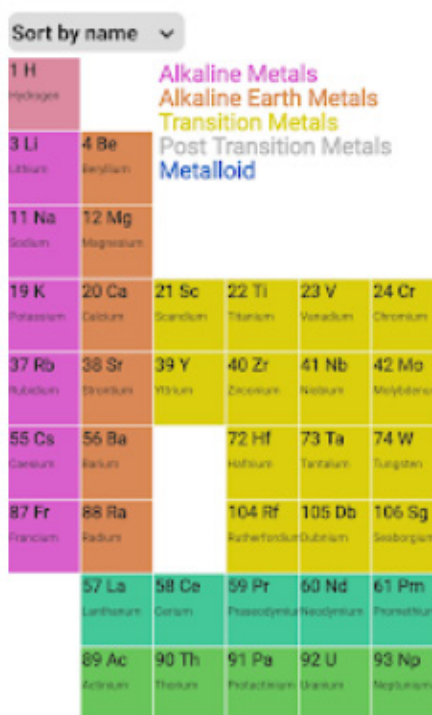 Sort by name
1 H
Hydrogen
Alkaline Metals
Alkaline Earth Metals
Transition Metals
Post Transition Metals
Metalloid
3 Li 4 Be
Lithium Beryllium
11 Na 12 Mg
Sodium Magnesium
19 K 20 Ca 21 Sc 22 Ti 23 V 24 Cr
Potassium Calcium Scandium Titanium Vanadium Chromium
37 Rb 38 Sr 39 Y 40 Zr 41 Nb 42 Mo
Rubidium Strontium Yttrium Zirconium Niobium Molybdenu
55 Cs 56 Ba 72 Hf 73 Ta 74 W
Caesium Barium Hafnium Tantalum Tungsten
87 Fr 88 Ra 104 Rf 105 Db 106 Sg
Francium Radium Rutherfordium Dubnium Seaborgium
57 La 58 Ce 59 Pr 60 Nd 61 Pm
Lanthanum Cerium Praseodymiu Neodymium Promethiu
89 Ac 90 Th 91 Pa 92 U 93 Np
Actinium Thorium Protactinium Uranium Neptunium